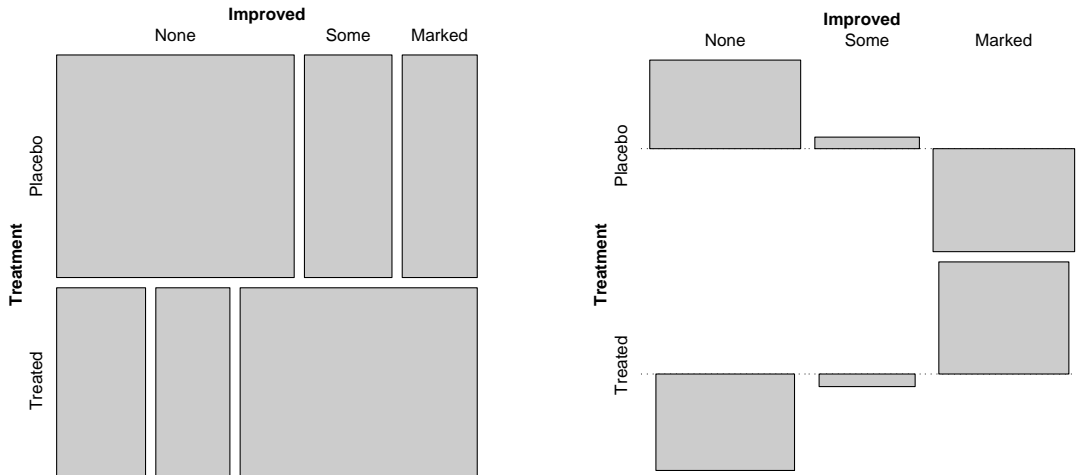 Improved
None Some Marked
Treatment
Placebo
Treated
Improved
None Some Marked
Treatment
Placebo
Treated